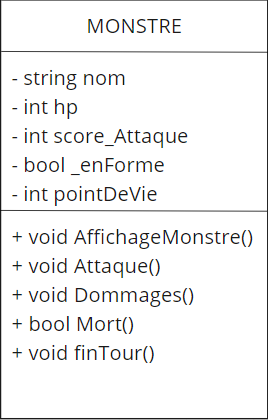 MONSTRE
- string nom
- int hp
- int score_Attaque
- bool _enForme
- int pointDeVie
+ void AffichageMonstre()
+ void Attaque()
+ void Dommages()
+ bool Mort()
+ void finTour()